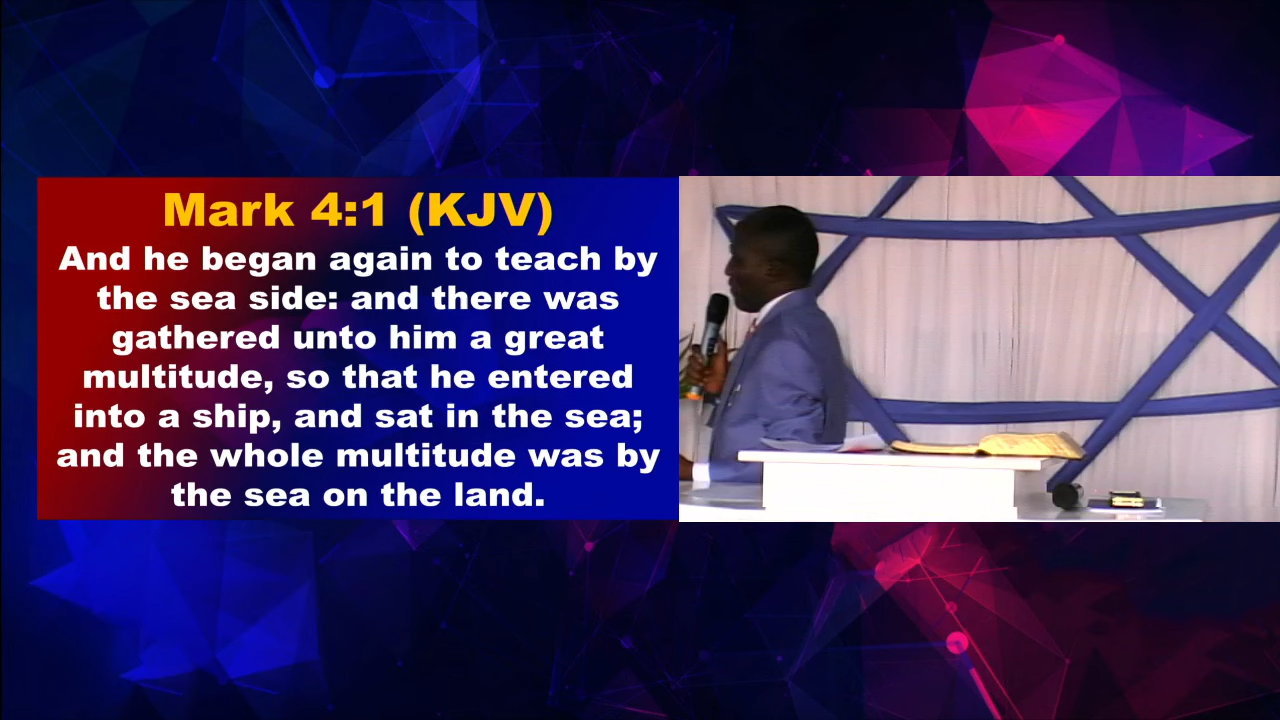 Mark 4:1 (KJV)
And he began again to teach by
the sea side: and there was
gathered unto him a great
multitude, so that he entered
into a ship, and sat in the sea;
and the whole multitude was by
the sea on the land.